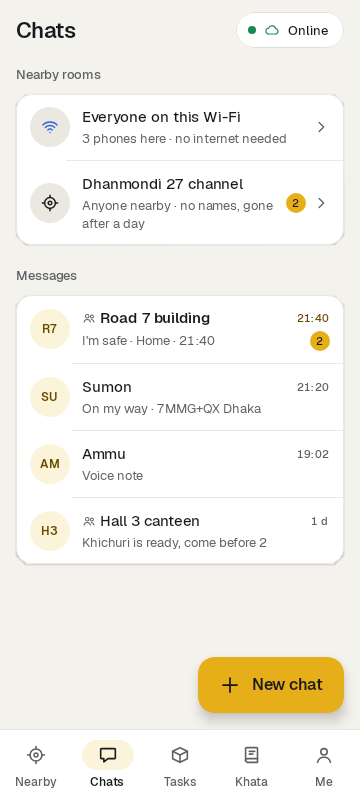 Chats
Online
Nearby rooms
Everyone on this Wi-Fi
3 phones here · no internet needed
Dhanmondi 27 channel
Anyone nearby · no names, gone
after a day
2
Messages
R7
Road 7 building
21:40
I'm safe · Home · 21:40
2
SU
Sumon
21:20
On my way · 7MMG+QX Dhaka
AM
Ammu
19:02
Voice note
H3
Hall 3 canteen
1 d
Khichuri is ready, come before 2
New chat
Nearby
Chats
Tasks
Khata
Me